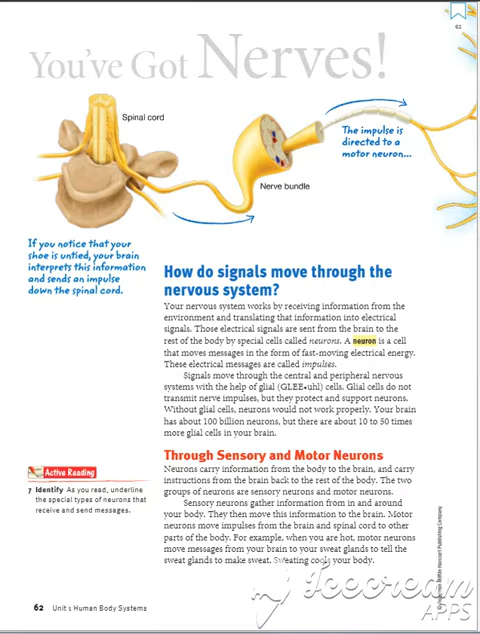 62
You've Got Nerves!
Spinal cord
The impulse is
directed to a
motor neuron...
Nerve bundle
If you notice that your
shoe is untied, your brain
interprets this information
and sends an impulse
down the spinal cord.
How do signals move through the
nervous system?
Your nervous system works by receiving information from the
environment and translating that information into electrical
signals. Those electrical signals are sent from the brain to the
rest of the body by special cells called neurons. A neuron is a cell
that moves messages in the form of fast-moving electrical energy.
These electrical messages are called impulses.
Signals move through the central and peripheral nervous
systems with the help of glial (GLEE•uhl) cells. Glial cells do not
transmit nerve impulses, but they protect and support neurons.
Without glial cells, neurons would not work properly. Your brain
has about 100 billion neurons, but there are about 10 to 50 times
more glial cells in your brain.
Through Sensory and Motor Neurons
Neurons carry information from the body to the brain, and carry
instructions from the brain back to the rest of the body. The two
groups of neurons are sensory neurons and motor neurons.
Sensory neurons gather information from in and around
your body. They then move this information to the brain. Motor
neurons move impulses from the brain and spinal cord to other
parts of the body. For example, when you are hot, motor neurons
move messages from your brain to your sweat glands to tell the
sweat glands to make sweat. Sweating cools your body.
Active Reading
7 Identify As you read, underline
the special types of neurons that
receive and send messages.
© Houghton Mifflin Harcourt Publishing Company
62 Unit 1 Human Body Systems
Icecream
APPS